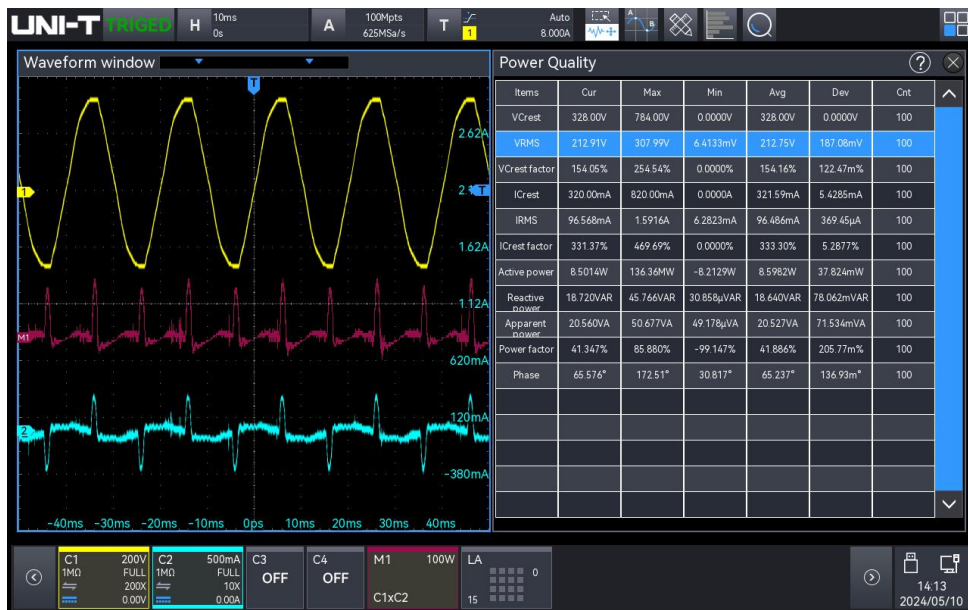 UNI-T TRIGED H 10ms 0s A 100Mpts 625MSa/s T 1 Auto 8.000A A B
Waveform window
T
1
T
2.62A
1.62A
1.12A
M1
620mA
120mA
2
-380mA
-40ms -30ms -20ms -10ms 0ps 10ms 20ms 30ms 40ms
Power Quality ?
Items Cur Max Min Avg Dev Cnt
VCrest 328.00V 784.00V 0.0000V 328.00V 0.0000V 100
VRMS 212.91V 307.99V 6.4133mV 212.75V 187.08mV 100
VCrest factor 154.05% 254.54% 0.0000% 154.16% 122.47m% 100
ICrest 320.00mA 820.00mA 0.0000A 321.59mA 5.4285mA 100
IRMS 96.568mA 1.5916A 6.2823mA 96.486mA 369.45µA 100
ICrest factor 331.37% 469.69% 0.0000% 333.30% 5.2877% 100
Active power 8.5014W 136.36MW -8.2129W 8.5982W 37.824mW 100
Reactive power 18.720VAR 45.766VAR 30.858µVAR 18.640VAR 78.062mVAR 100
Apparent power 20.560VA 50.677VA 49.178µVA 20.527VA 71.534mVA 100
Power factor 41.347% 85.880% -99.147% 41.886% 205.77m% 100
Phase 65.576° 172.51° 30.817° 65.237° 136.93m° 100
C1 200V
1MΩ FULL
200X
0.00V
C2 500mA
1MΩ FULL
10X
0.00A
C3
OFF
C4
OFF
M1 100W
C1xC2
LA
0
15
14:13
2024/05/10